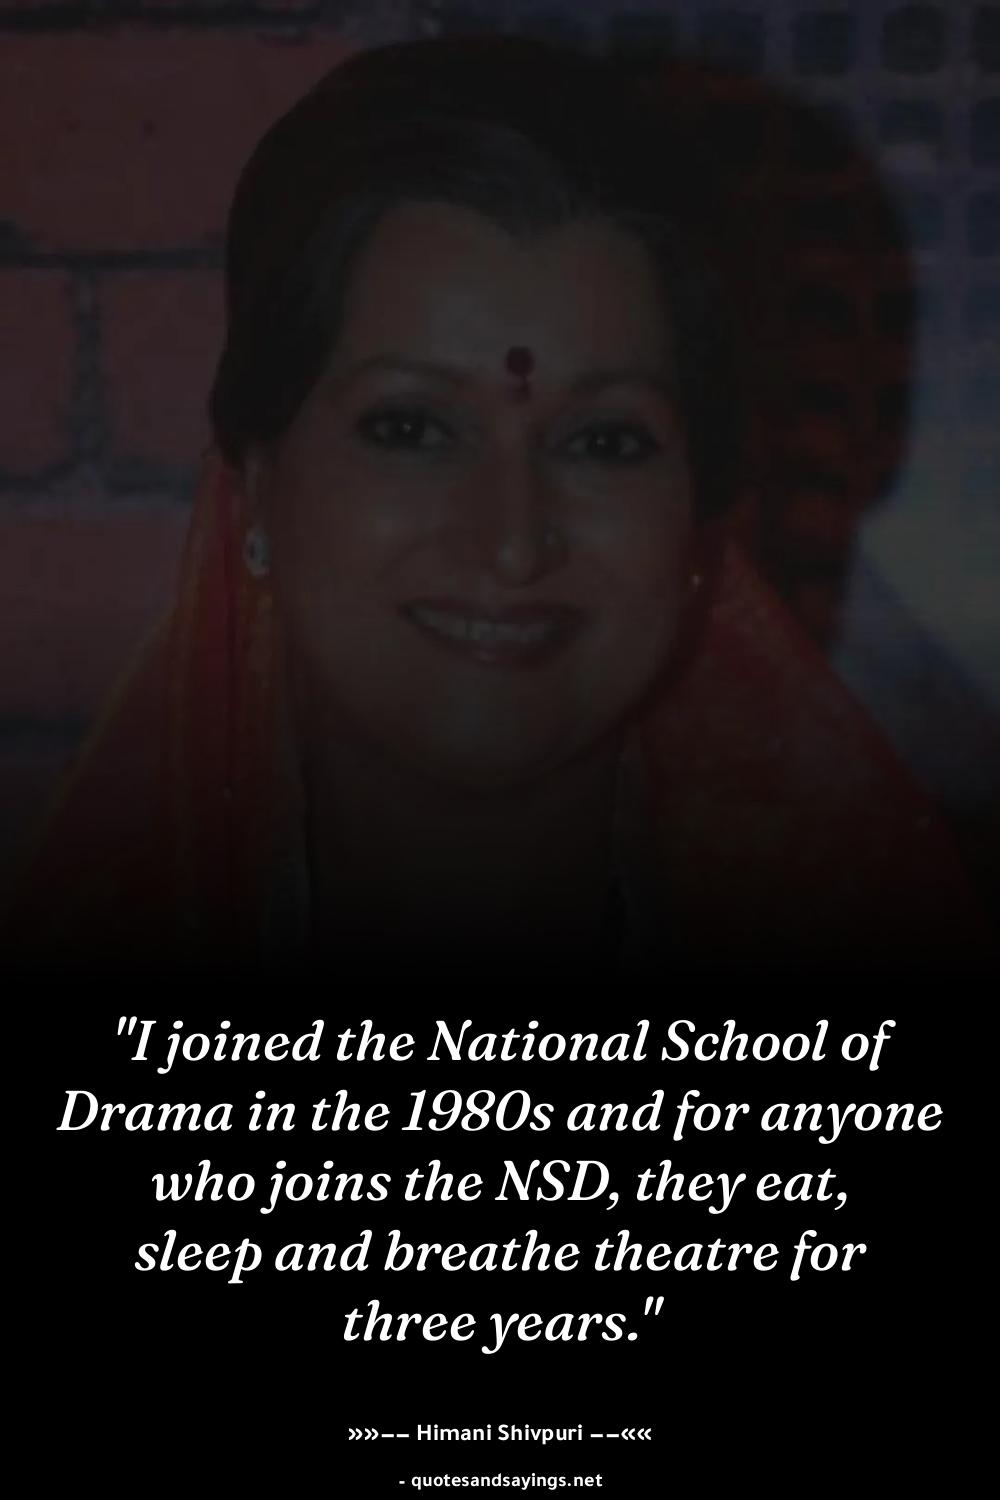 "I joined the National School of
Drama in the 1980s and for anyone
who joins the NSD, they eat,
sleep and breathe theatre for
three years."
»»−− Himani Shivpuri −−««
- quotesandsayings.net